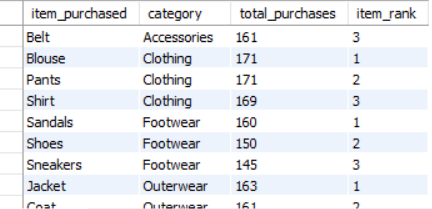 item_purchased category total_purchases item_rank
Belt Accessories 161 3
Blouse Clothing 171 1
Pants Clothing 171 2
Shirt Clothing 169 3
Sandals Footwear 160 1
Shoes Footwear 150 2
Sneakers Footwear 145 3
Jacket Outerwear 163 1
Coat Outerwear 161 2